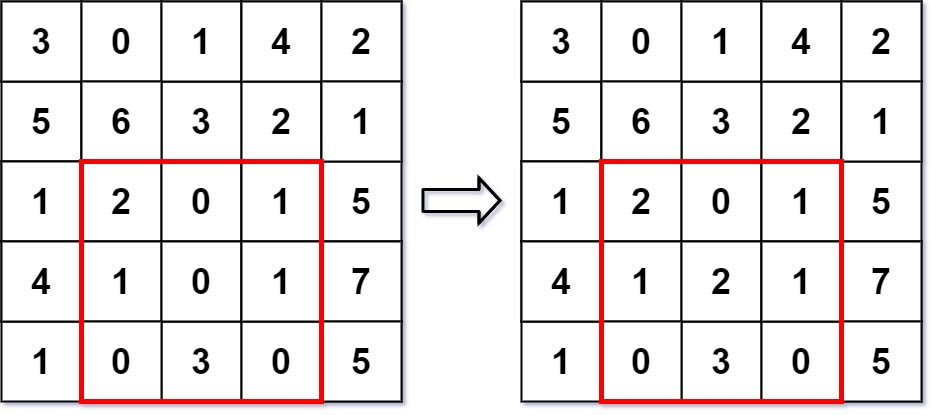 3 0 1 4 2 3 0 1 4 2
5 6 3 2 1 5 6 3 2 1
1 2 0 1 5 1 2 0 1 5
4 1 0 1 7 4 1 2 1 7
1 0 3 0 5 1 0 3 0 5